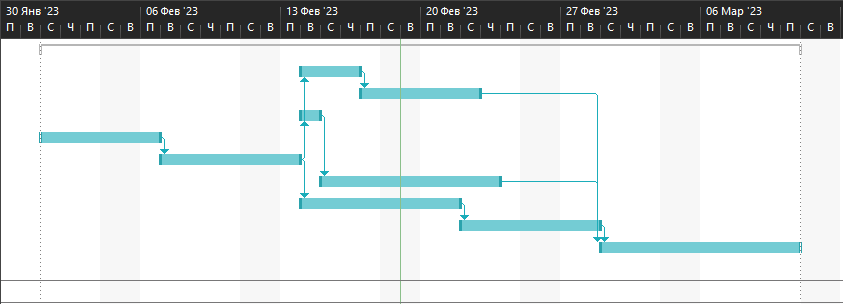 30 Янв '23 06 Фев '23 13 Фев '23 20 Фев '23 27 Фев '23 06 Мар '23
П В С Ч П С В П В С Ч П С В П В С Ч П С В П В С Ч П С В П В С Ч П С В П В С Ч П С В